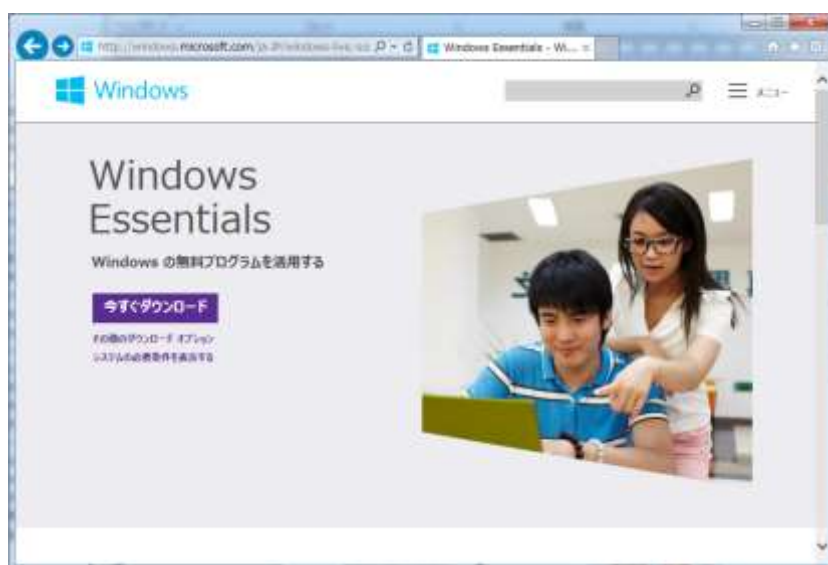 Windows Essentials - Wi...
Windows
メニュー
Windows
Essentials
Windows の無料プログラムを活用する
今すぐダウンロード
その他のダウンロード オプション
システムの必要条件を表示する